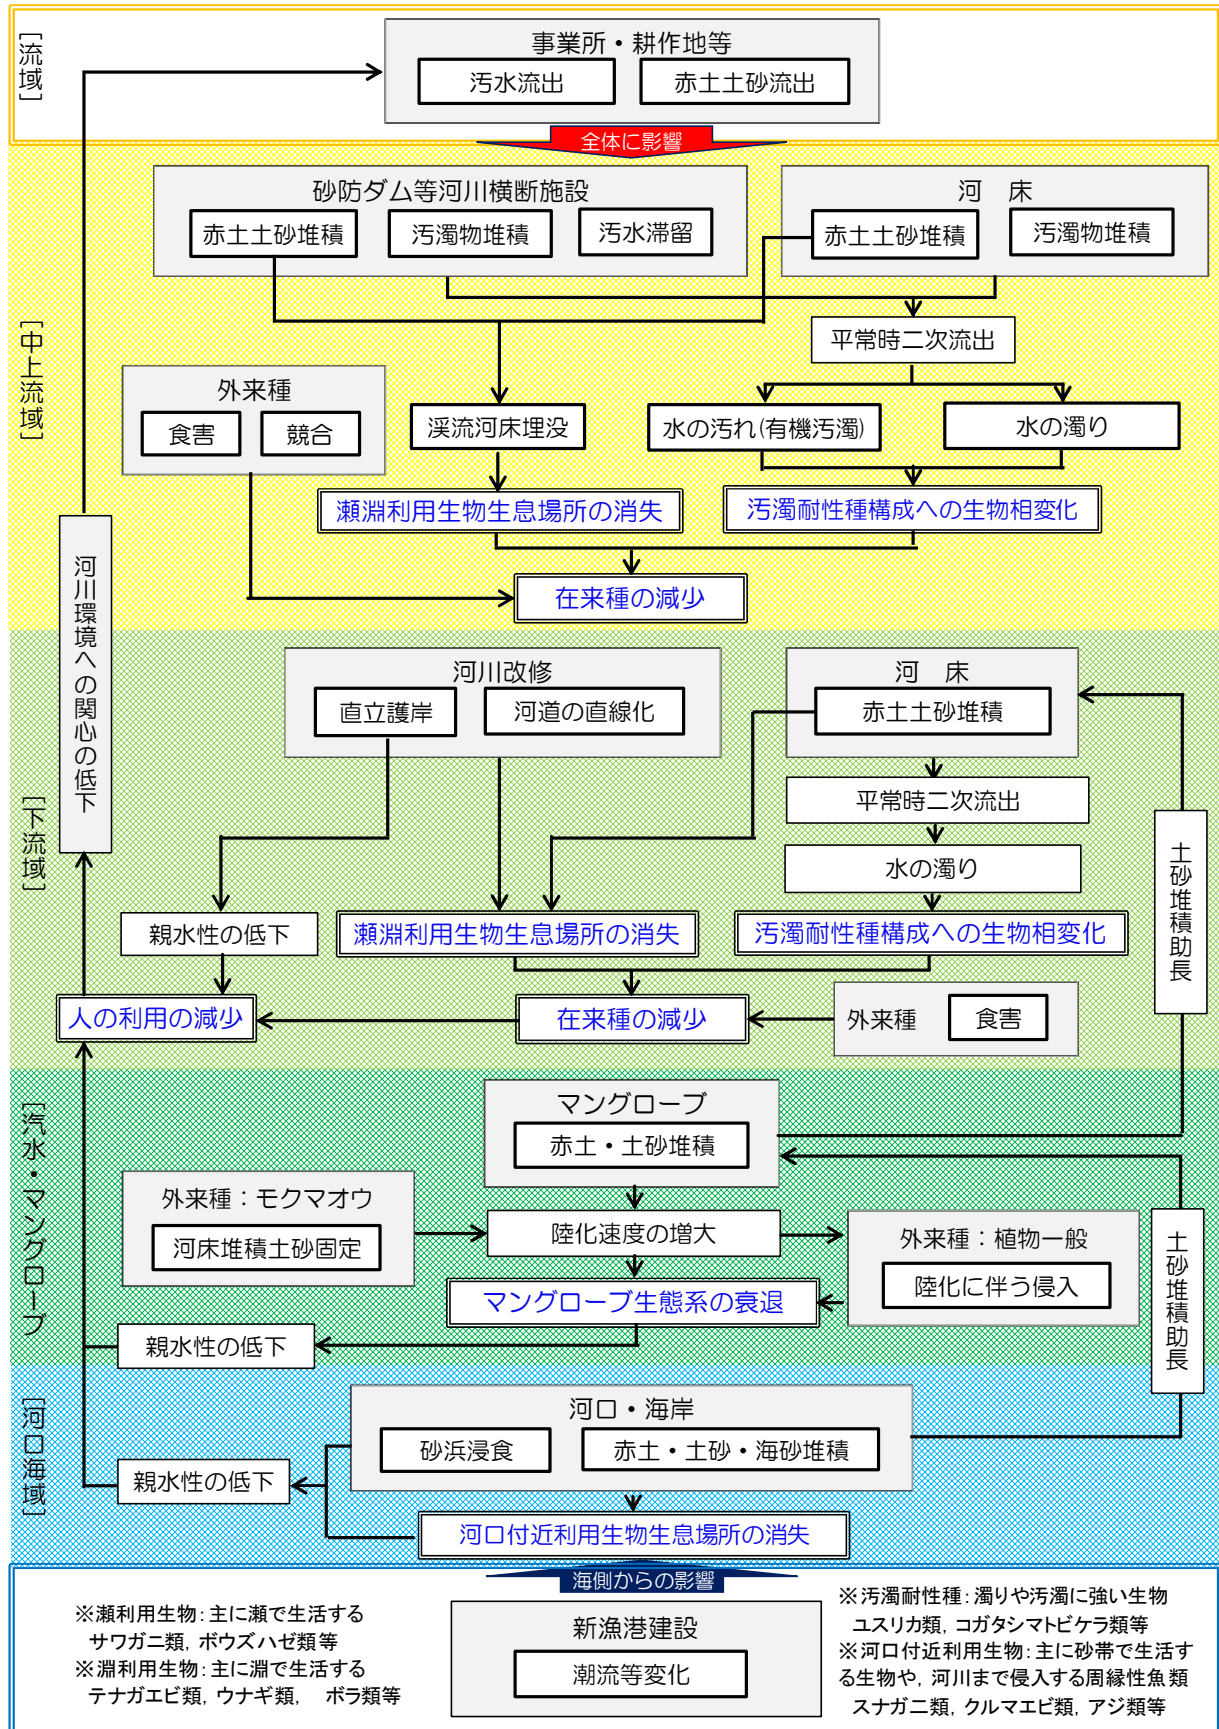 [流域]
事業所・耕作地等
汚水流出
赤土土砂流出
全体に影響
[中上流域]
砂防ダム等河川横断施設
赤土土砂堆積
汚濁物堆積
汚水滞留
河　床
赤土土砂堆積
汚濁物堆積
平常時二次流出
外来種
食害
競合
渓流河床埋没
水の汚れ(有機汚濁)
水の濁り
瀬淵利用生物生息場所の消失
汚濁耐性種構成への生物相変化
在来種の減少
河川環境への関心の低下
[下流域]
河川改修
直立護岸
河道の直線化
河　床
赤土土砂堆積
平常時二次流出
水の濁り
土砂堆積助長
親水性の低下
瀬淵利用生物生息場所の消失
汚濁耐性種構成への生物相変化
人の利用の減少
在来種の減少
外来種
食害
[汽水・マングローブ]
マングローブ
赤土・土砂堆積
外来種：モクマオウ
河床堆積土砂固定
陸化速度の増大
外来種：植物一般
陸化に伴う侵入
マングローブ生態系の衰退
親水性の低下
土砂堆積助長
[河口海域]
河口・海岸
砂浜浸食
赤土・土砂・海砂堆積
親水性の低下
河口付近利用生物生息場所の消失
海側からの影響
新漁港建設
潮流等変化
※瀬利用生物：主に瀬で生活する
サワガニ類，ボウズハゼ類等
※淵利用生物：主に淵で生活する
テナガエビ類，ウナギ類，　ボラ類等
※汚濁耐性種：濁りや汚濁に強い生物
ユスリカ類，コガタシマトビケラ類等
※河口付近利用生物：主に砂帯で生活す
る生物や，河川まで侵入する周縁性魚類
スナガニ類，クルマエビ類，アジ類等